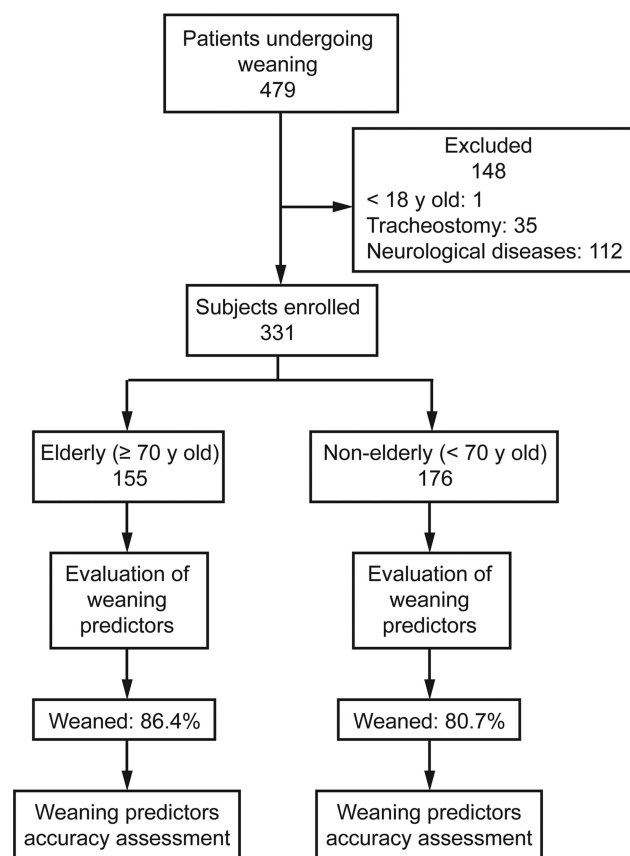 Patients undergoing
weaning
479
Excluded
148
< 18 y old: 1
Tracheostomy: 35
Neurological diseases: 112
Subjects enrolled
331
Elderly (≥ 70 y old)
155
Non-elderly (< 70 y old)
176
Evaluation of
weaning
predictors
Evaluation of
weaning
predictors
Weaned: 86.4%
Weaned: 80.7%
Weaning predictors
accuracy assessment
Weaning predictors
accuracy assessment